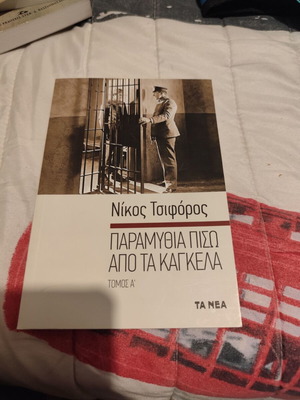 Νίκος Τσιφόρος
ΠΑΡΑΜΥΘΙΑ ΠΙΣΩ
ΑΠΟ ΤΑ ΚΑΓΚΕΛΑ
ΤΟΜΟΣ Α'
ΤΑ ΝΕΑ